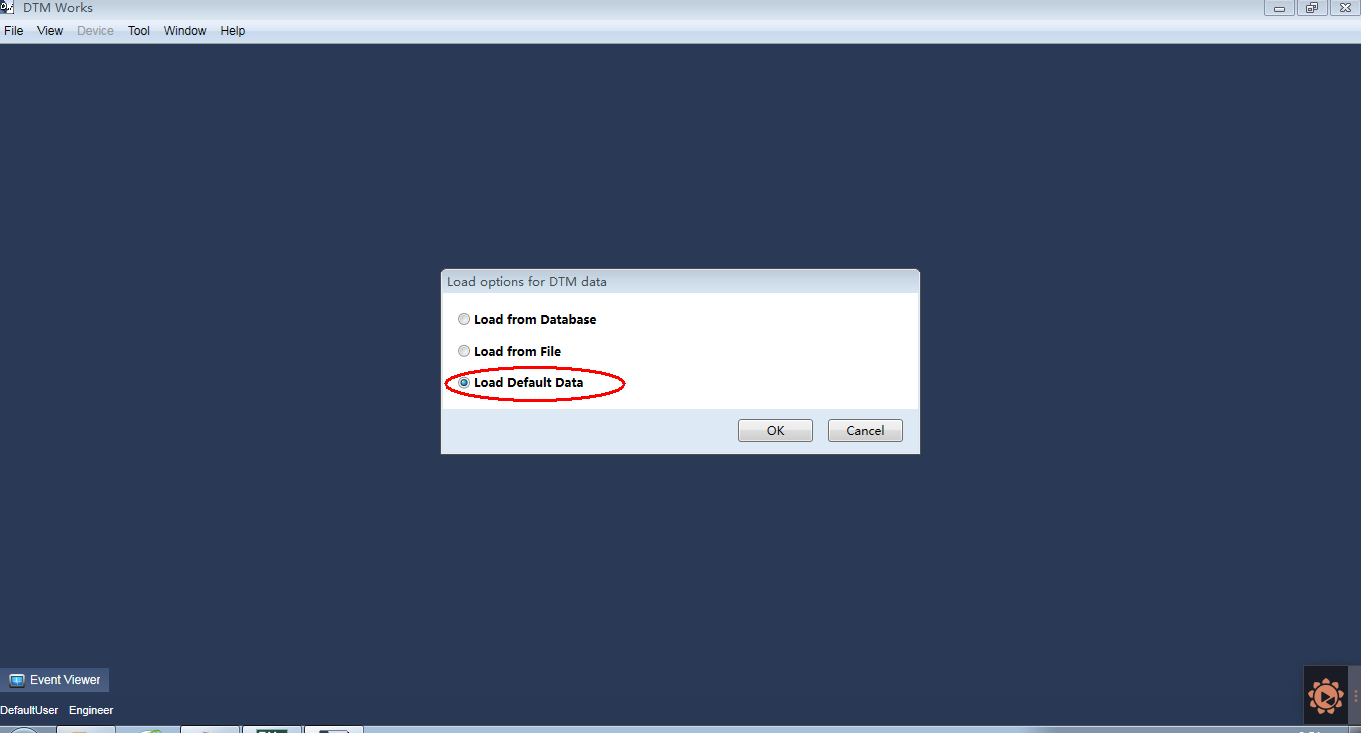 DTM Works
File View Device Tool Window Help
Load options for DTM data
Load from Database
Load from File
Load Default Data
OK Cancel
Event Viewer
DefaultUser Engineer